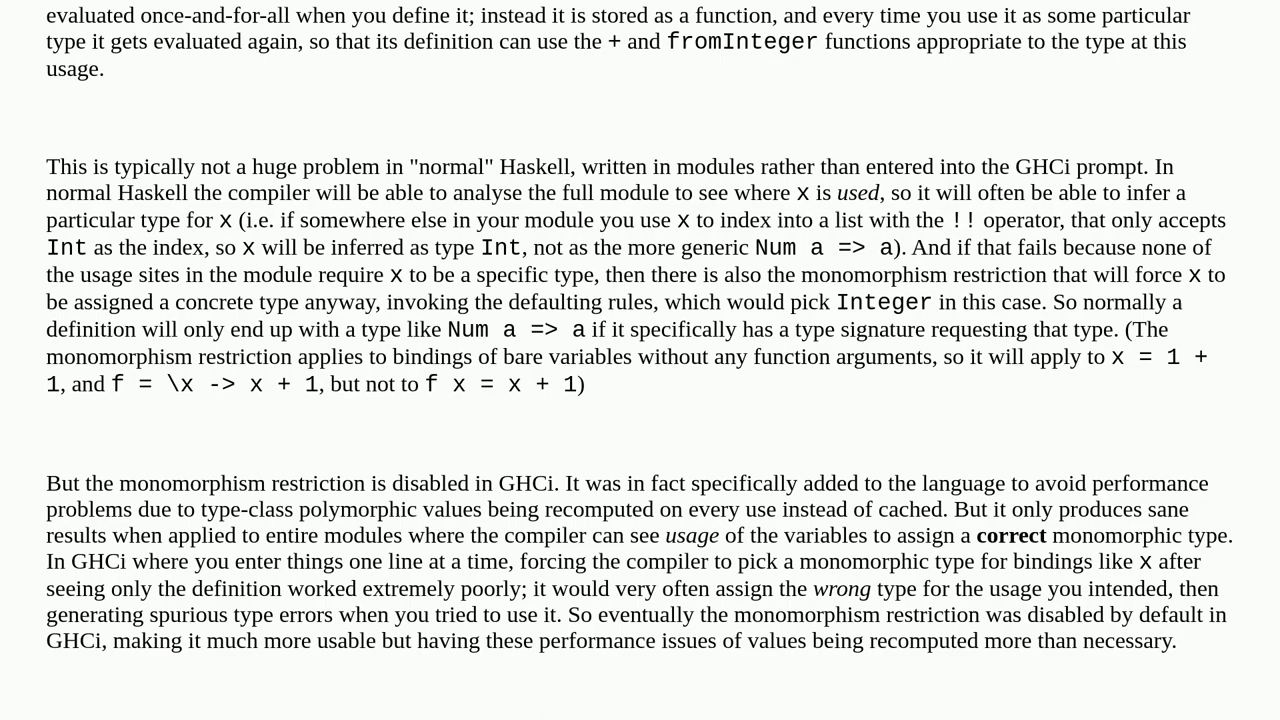 evaluated once-and-for-all when you define it; instead it is stored as a function, and every time you use it as some particular
type it gets evaluated again, so that its definition can use the + and fromInteger functions appropriate to the type at this
usage.
This is typically not a huge problem in "normal" Haskell, written in modules rather than entered into the GHCi prompt. In
normal Haskell the compiler will be able to analyse the full module to see where x is used, so it will often be able to infer a
particular type for x (i.e. if somewhere else in your module you use x to index into a list with the !! operator, that only accepts
Int as the index, so x will be inferred as type Int, not as the more generic Num a => a). And if that fails because none of
the usage sites in the module require x to be a specific type, then there is also the monomorphism restriction that will force x to
be assigned a concrete type anyway, invoking the defaulting rules, which would pick Integer in this case. So normally a
definition will only end up with a type like Num a => a if it specifically has a type signature requesting that type. (The
monomorphism restriction applies to bindings of bare variables without any function arguments, so it will apply to x = 1 +
1, and f = \x -> x + 1, but not to f x = x + 1)
But the monomorphism restriction is disabled in GHCi. It was in fact specifically added to the language to avoid performance
problems due to type-class polymorphic values being recomputed on every use instead of cached. But it only produces sane
results when applied to entire modules where the compiler can see usage of the variables to assign a correct monomorphic type.
In GHCi where you enter things one line at a time, forcing the compiler to pick a monomorphic type for bindings like x after
seeing only the definition worked extremely poorly; it would very often assign the wrong type for the usage you intended, then
generating spurious type errors when you tried to use it. So eventually the monomorphism restriction was disabled by default in
GHCi, making it much more usable but having these performance issues of values being recomputed more than necessary.